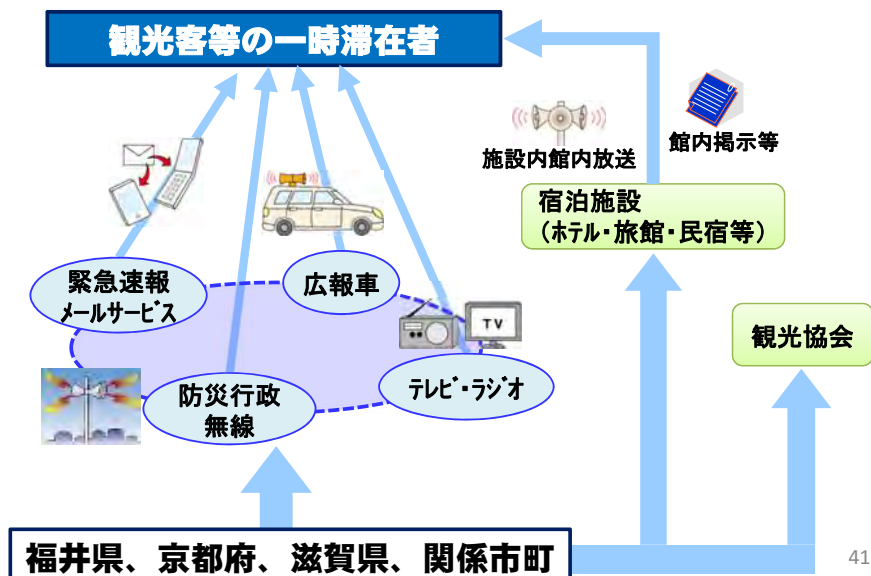 観光客等の一時滞在者
施設内館内放送
館内掲示等
宿泊施設
（ホテル・旅館・民宿等）
緊急速報
メールサービス
広報車
TV
観光協会
防災行政
無線
テレビ・ラジオ
福井県、京都府、滋賀県、関係市町
41